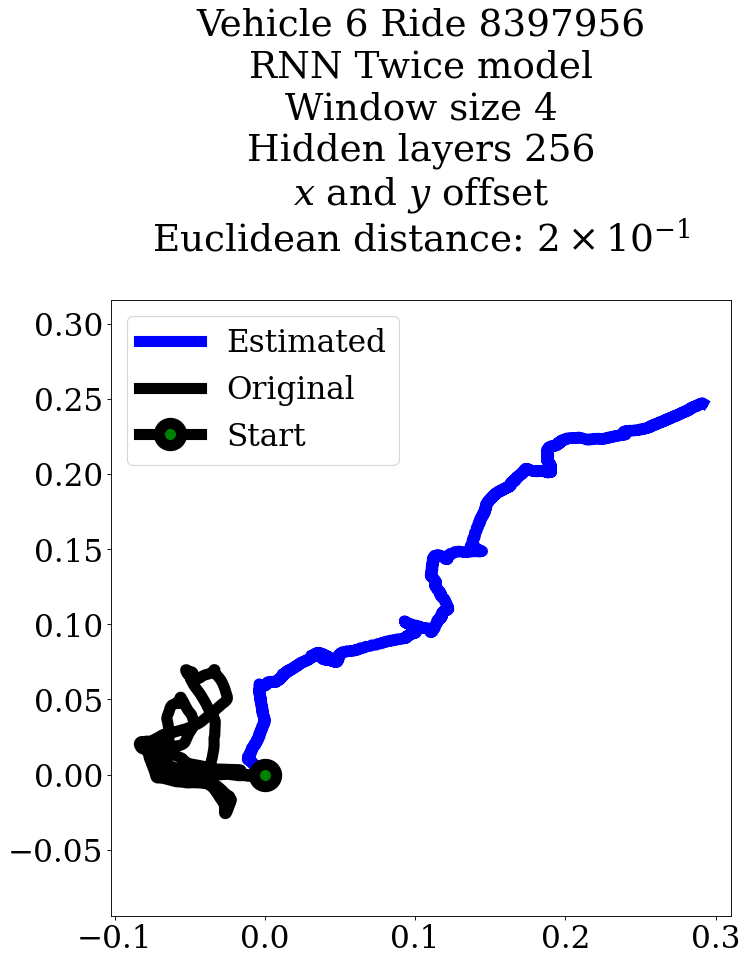 Vehicle 6 Ride 8397956
RNN Twice model
Window size 4
Hidden layers 256
x and y offset
Euclidean distance: 2 × 10⁻¹
Estimated
Original
Start
0.30
0.25
0.20
0.15
0.10
0.05
0.00
−0.05
−0.1 0.0 0.1 0.2 0.3